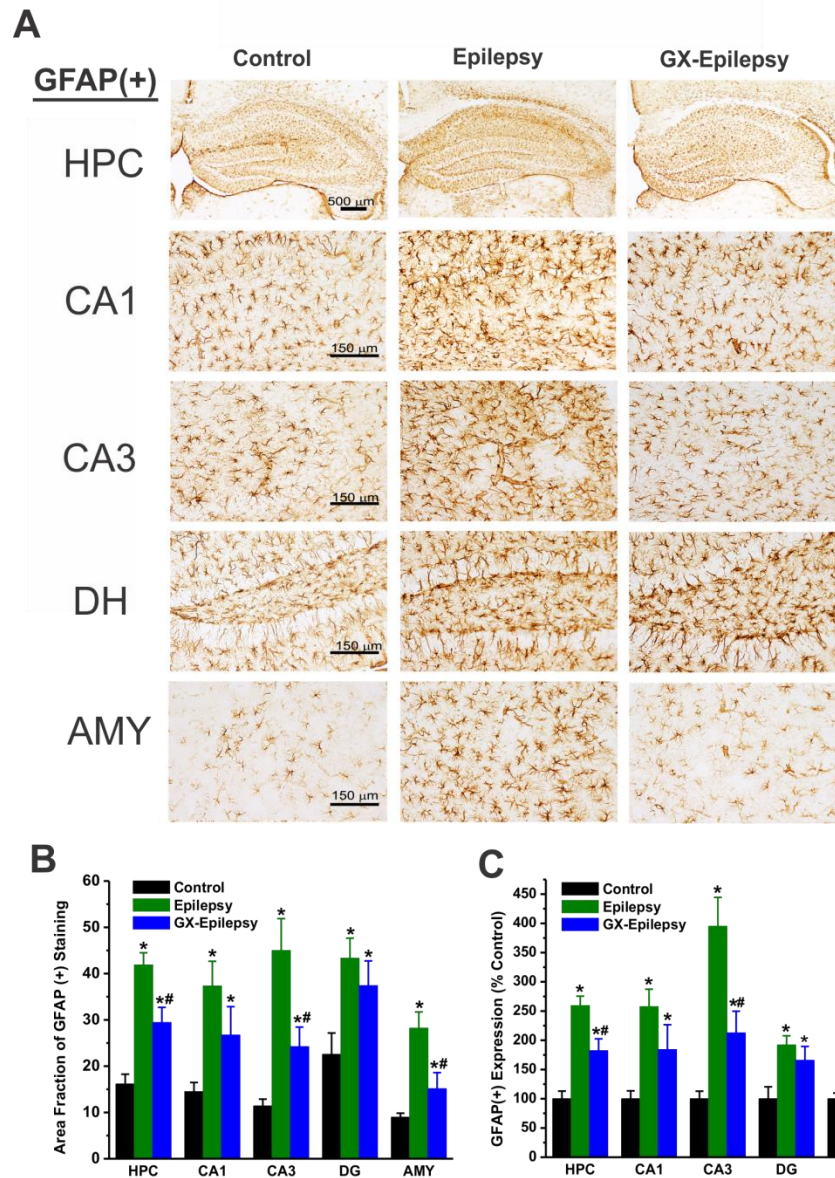 A
Control Epilepsy GX-Epilepsy
GFAP(+)
HPC
500 µm
CA1
150 µm
CA3
150 µm
DH
150 µm
AMY
150 µm
B
Control
Epilepsy
GX-Epilepsy
Area Fraction of GFAP (+) Staining
60
50
40
30
20
10
0
* *# * * * *# * * * *#
HPC CA1 CA3 DG AMY
C
Control
Epilepsy
GX-Epilepsy
GFAP(+) Expression (% Control)
450
400
350
300
250
200
150
100
50
0
* *# * * * *# * *
HPC CA1 CA3 DG